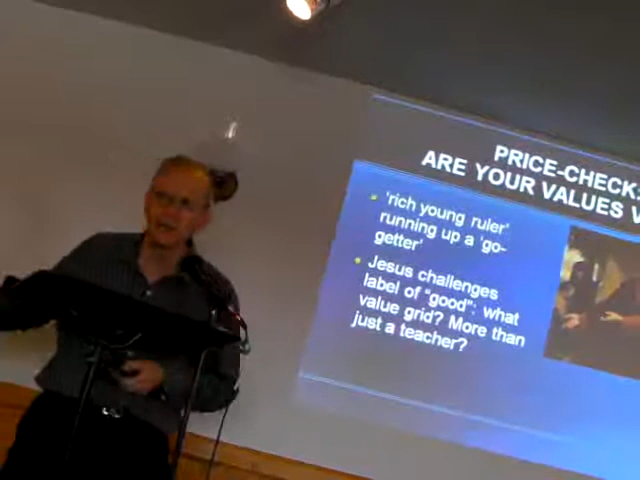 PRICE-CHECK:
ARE YOUR VALUES V
'rich young ruler'
running up a 'go-
getter'
Jesus challenges
label of "good": what
value grid? More than
just a teacher?